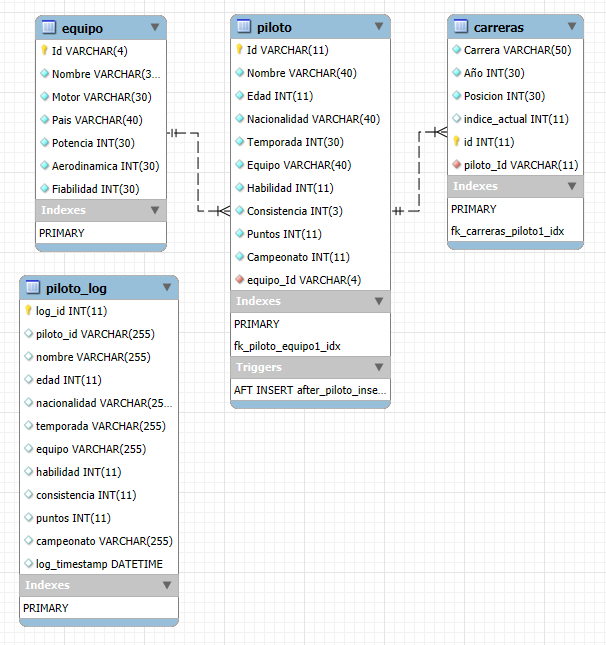 equipo
Id VARCHAR(4)
Nombre VARCHAR(3...
Motor VARCHAR(30)
Pais VARCHAR(40)
Potencia INT(30)
Aerodinamica INT(30)
Fiabilidad INT(30)
Indexes
PRIMARY
piloto
Id VARCHAR(11)
Nombre VARCHAR(40)
Edad INT(11)
Nacionalidad VARCHAR(40)
Temporada INT(30)
Equipo VARCHAR(40)
Habilidad INT(11)
Consistencia INT(3)
Puntos INT(11)
Campeonato INT(11)
equipo_Id VARCHAR(4)
Indexes
PRIMARY
fk_piloto_equipo1_idx
Triggers
AFT INSERT after_piloto_inse...
carreras
Carrera VARCHAR(50)
Año INT(30)
Posicion INT(30)
indice_actual INT(11)
id INT(11)
piloto_Id VARCHAR(11)
Indexes
PRIMARY
fk_carreras_piloto1_idx
piloto_log
log_id INT(11)
piloto_id VARCHAR(255)
nombre VARCHAR(255)
edad INT(11)
nacionalidad VARCHAR(25...
temporada VARCHAR(255)
equipo VARCHAR(255)
habilidad INT(11)
consistencia INT(11)
puntos INT(11)
campeonato VARCHAR(255)
log_timestamp DATETIME
Indexes
PRIMARY